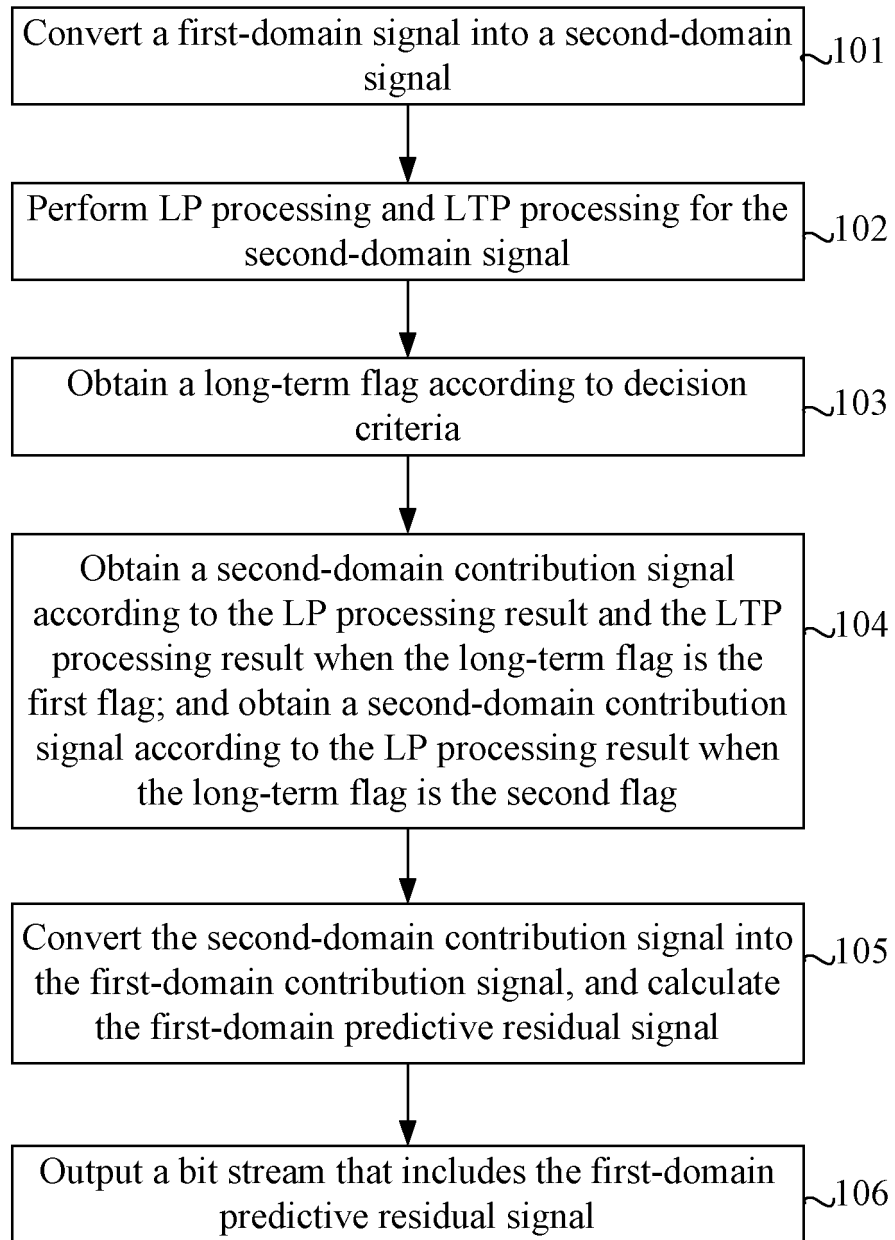 Convert a first-domain signal into a second-domain
signal
101
Perform LP processing and LTP processing for the
second-domain signal
102
Obtain a long-term flag according to decision
criteria
103
Obtain a second-domain contribution signal
according to the LP processing result and the LTP
processing result when the long-term flag is the
first flag; and obtain a second-domain contribution
signal according to the LP processing result when
the long-term flag is the second flag
104
Convert the second-domain contribution signal into
the first-domain contribution signal, and calculate
the first-domain predictive residual signal
105
Output a bit stream that includes the first-domain
predictive residual signal
106